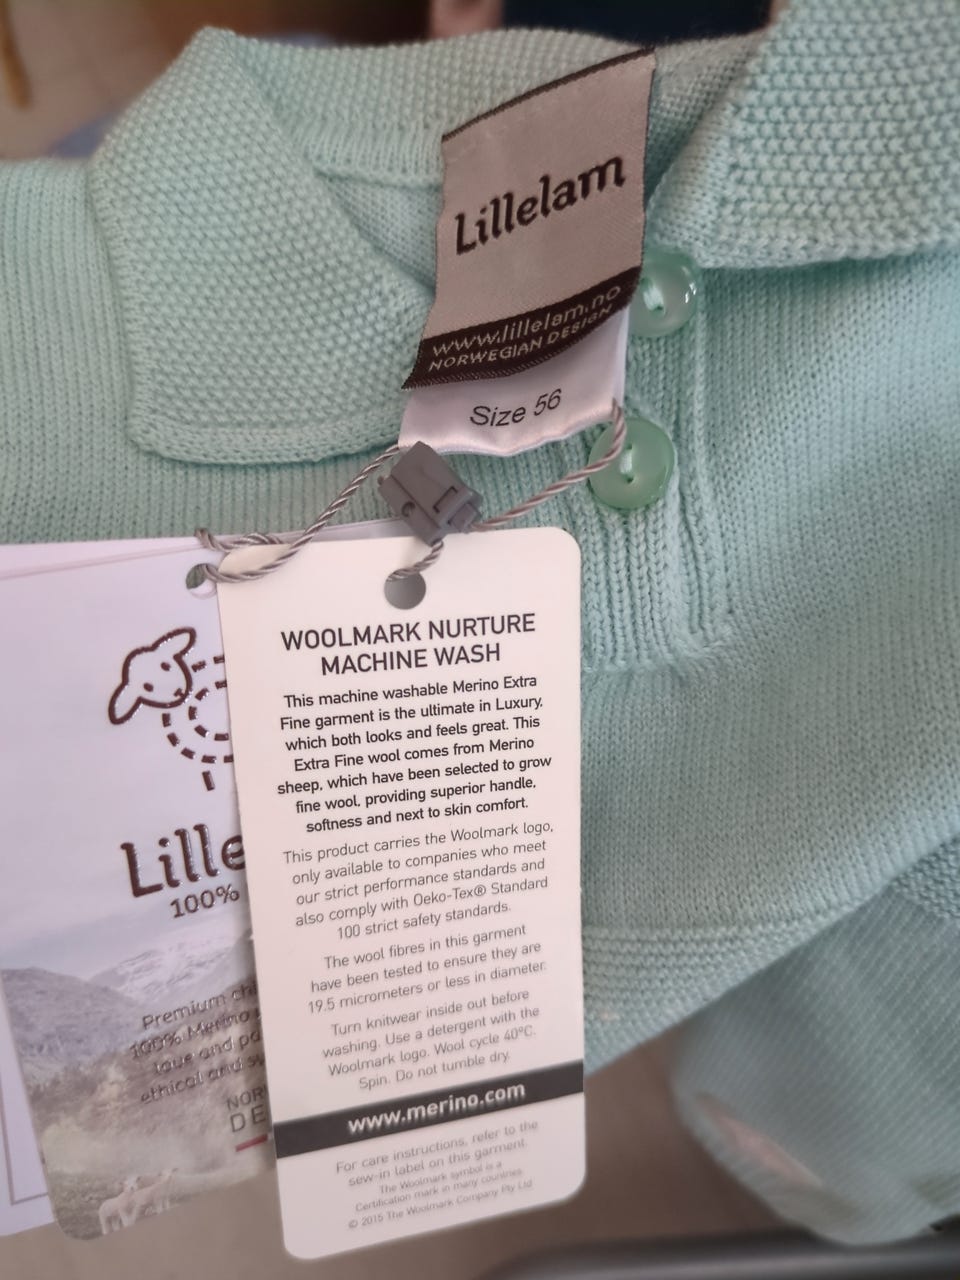 Lillelam
www.lillelam.no
NORWEGIAN DESIGN
Size 56
WOOLMARK NURTURE
MACHINE WASH
This machine washable Merino Extra
Fine garment is the ultimate in Luxury,
which both looks and feels great. This
Extra Fine wool comes from Merino
sheep, which have been selected to grow
fine wool, providing superior handle,
softness and next to skin comfort.
This product carries the Woolmark logo,
only available to companies who meet
our strict performance standards and
also comply with Oeko-Tex® Standard
100 strict safety standards.
The wool fibres in this garment
have been tested to ensure they are
19.5 micrometers or less in diameter.
Turn knitwear inside out before
washing. Use a detergent with the
Woolmark logo. Wool cycle 40°C.
Spin. Do not tumble dry.
www.merino.com
For care instructions, refer to the
sew-in label on this garment.
The Woolmark symbol is a
Certification mark in many countries.
© 2015 The Woolmark Company Pty Ltd
Lille
100%
Premium
100% Merino
love and
ethical and